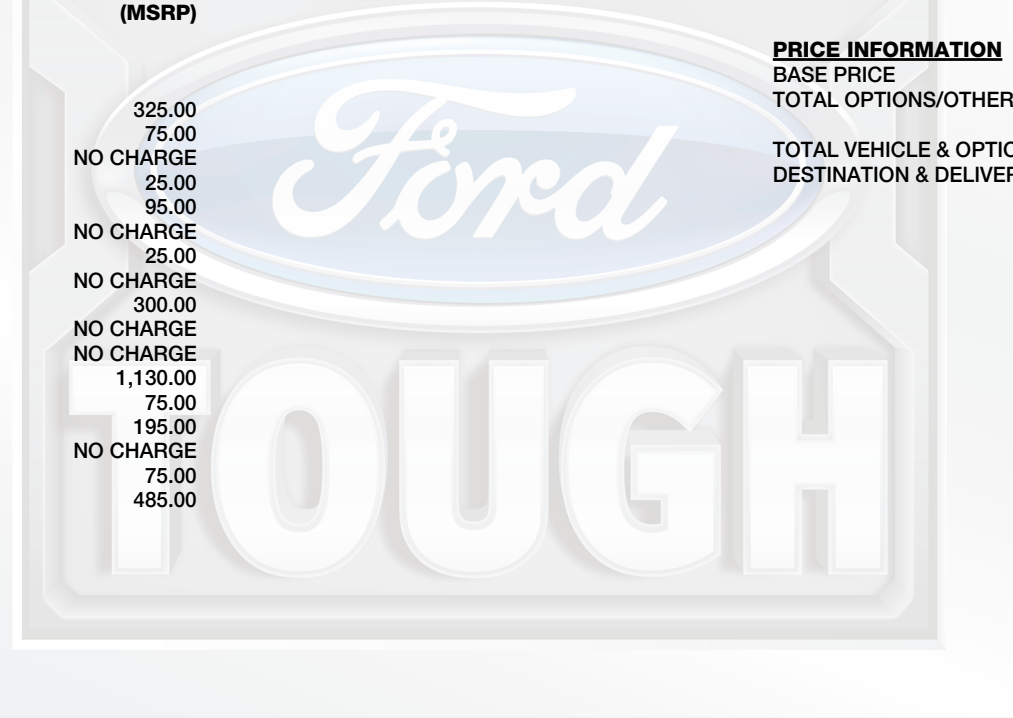 (MSRP)
325.00
75.00
NO CHARGE
25.00
95.00
NO CHARGE
25.00
NO CHARGE
300.00
NO CHARGE
NO CHARGE
1,130.00
75.00
195.00
NO CHARGE
75.00
485.00
PRICE INFORMATION
BASE PRICE
TOTAL OPTIONS/OTHER
TOTAL VEHICLE & OPTIO
DESTINATION & DELIVER
Ford
TOUGH